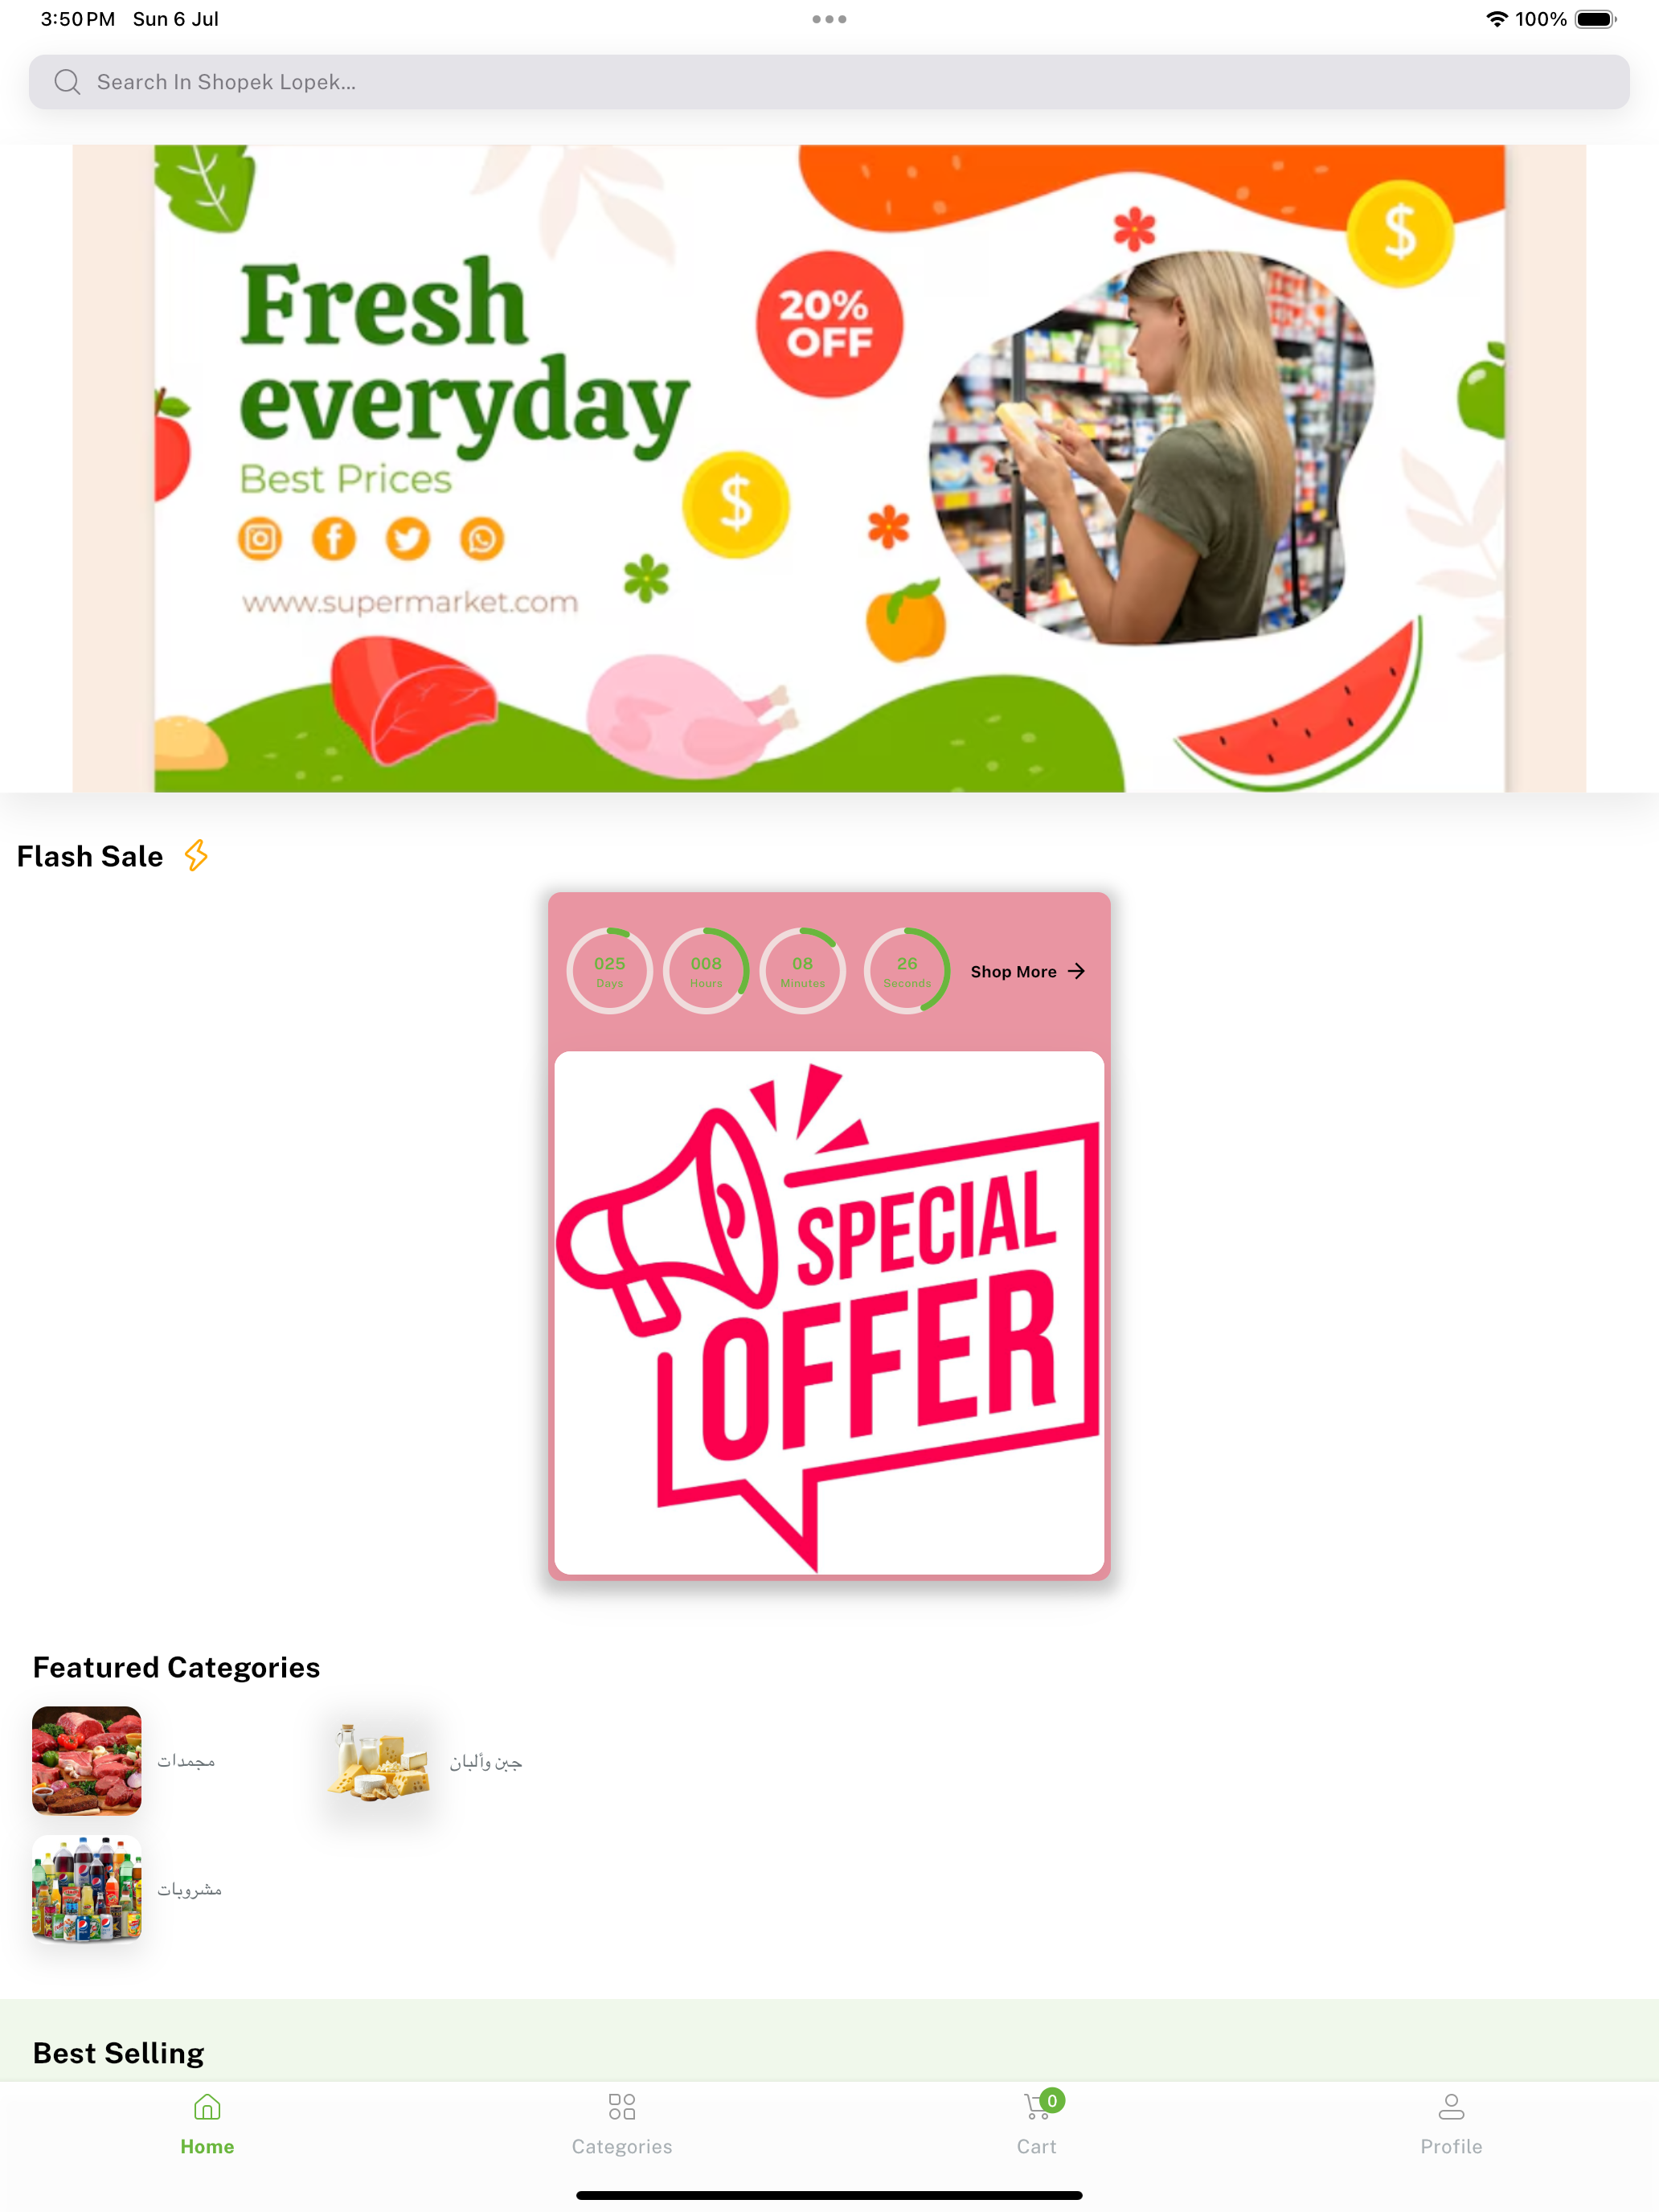 3:50 PM Sun 6 Jul
100%
Search In Shopek Lopek...
Fresh
everyday
Best Prices
www.supermarket.com
20%
OFF
$
$
Flash Sale
025
Days
008
Hours
08
Minutes
26
Seconds
Shop More
SPECIAL
OFFER
Featured Categories
مجمدات
جبن وألبان
مشروبات
Best Selling
Home
Categories
0
Cart
Profile